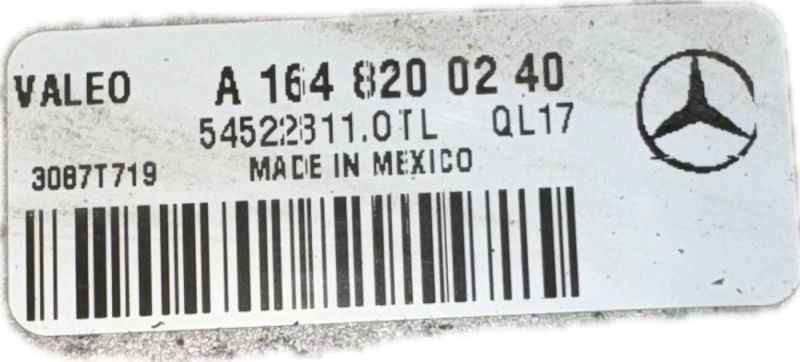 VALEO A 164 820 02 40
54522811.0TL QL17
3087T719 MADE IN MEXICO